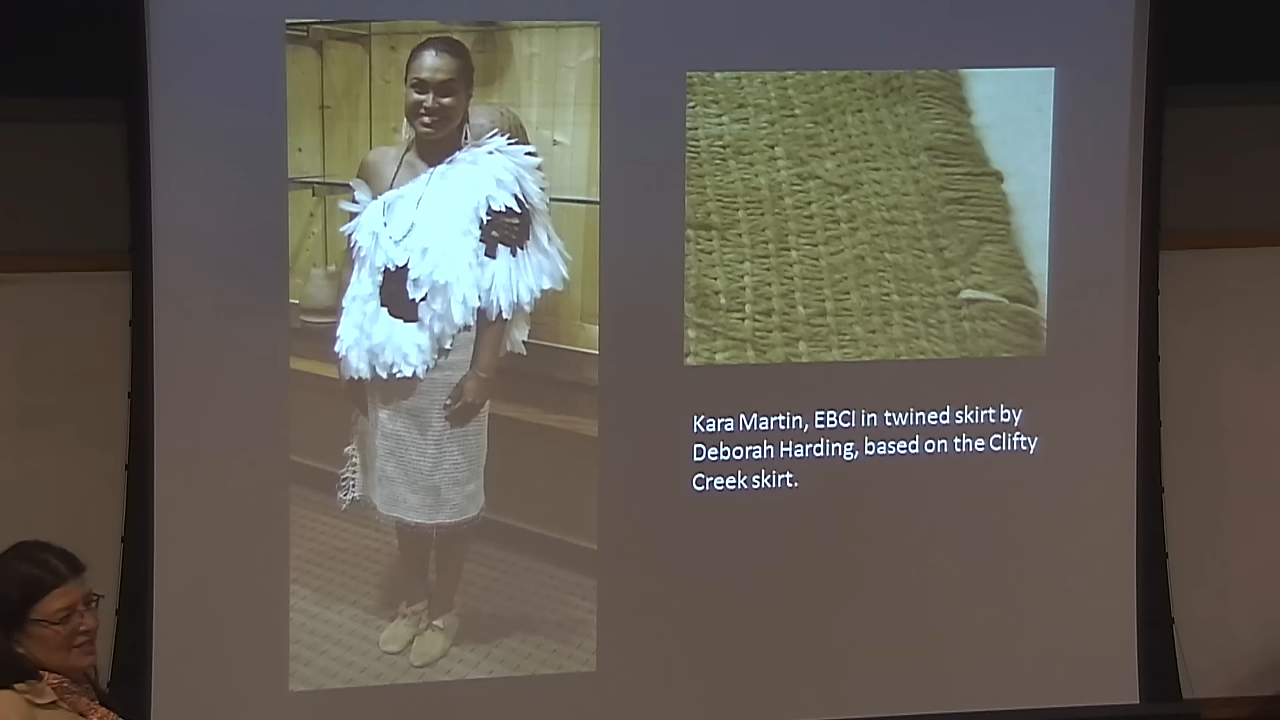 Kara Martin, EBCI in twined skirt by
Deborah Harding, based on the Clifty
Creek skirt.